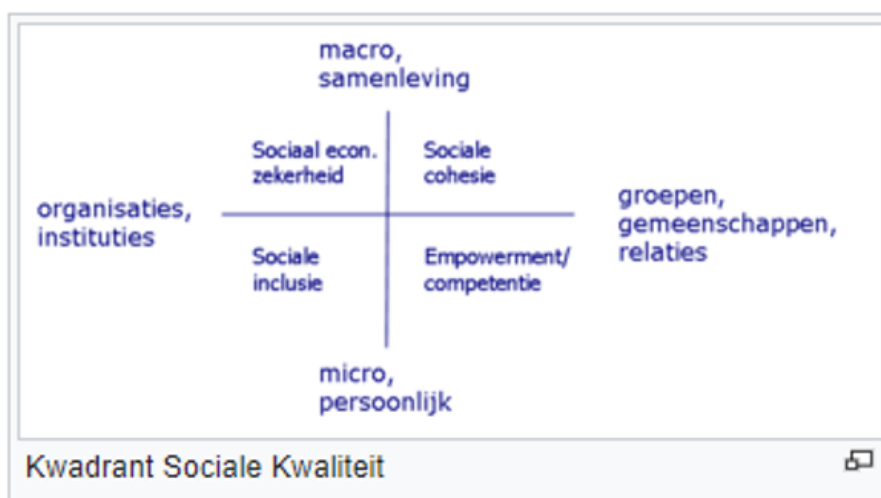 macro,
samenleving
Sociaal econ.
zekerheid
Sociale
cohesie
organisaties,
instituties
groepen,
gemeenschappen,
relaties
Sociale
inclusie
Empowerment/
competentie
micro,
persoonlijk
Kwadrant Sociale Kwaliteit